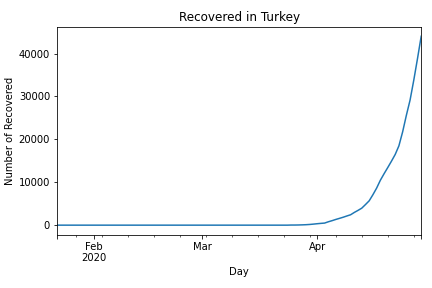 Recovered in Turkey
Number of Recovered
40000
30000
20000
10000
0
Feb
2020
Mar
Apr
Day